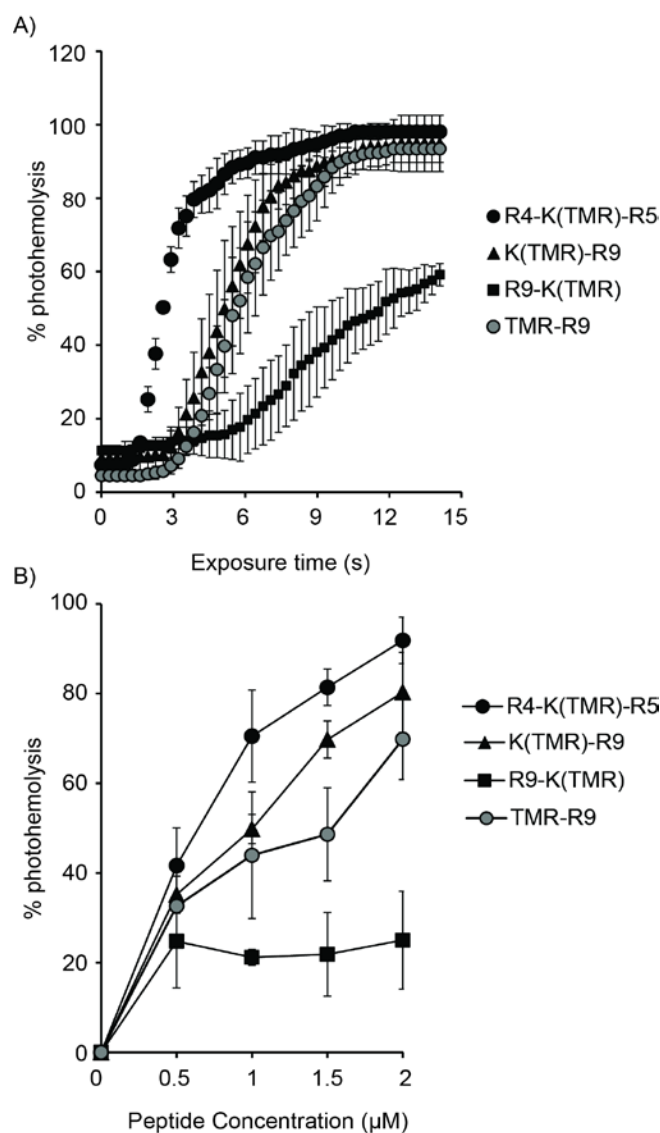 A)
120
100
80
60
40
20
0
% photohemolysis
0 3 6 9 12 15
Exposure time (s)
R4-K(TMR)-R5
K(TMR)-R9
R9-K(TMR)
TMR-R9
B)
100
80
60
40
20
0
% photohemolysis
0 0.5 1 1.5 2
Peptide Concentration (μM)
R4-K(TMR)-R5
K(TMR)-R9
R9-K(TMR)
TMR-R9